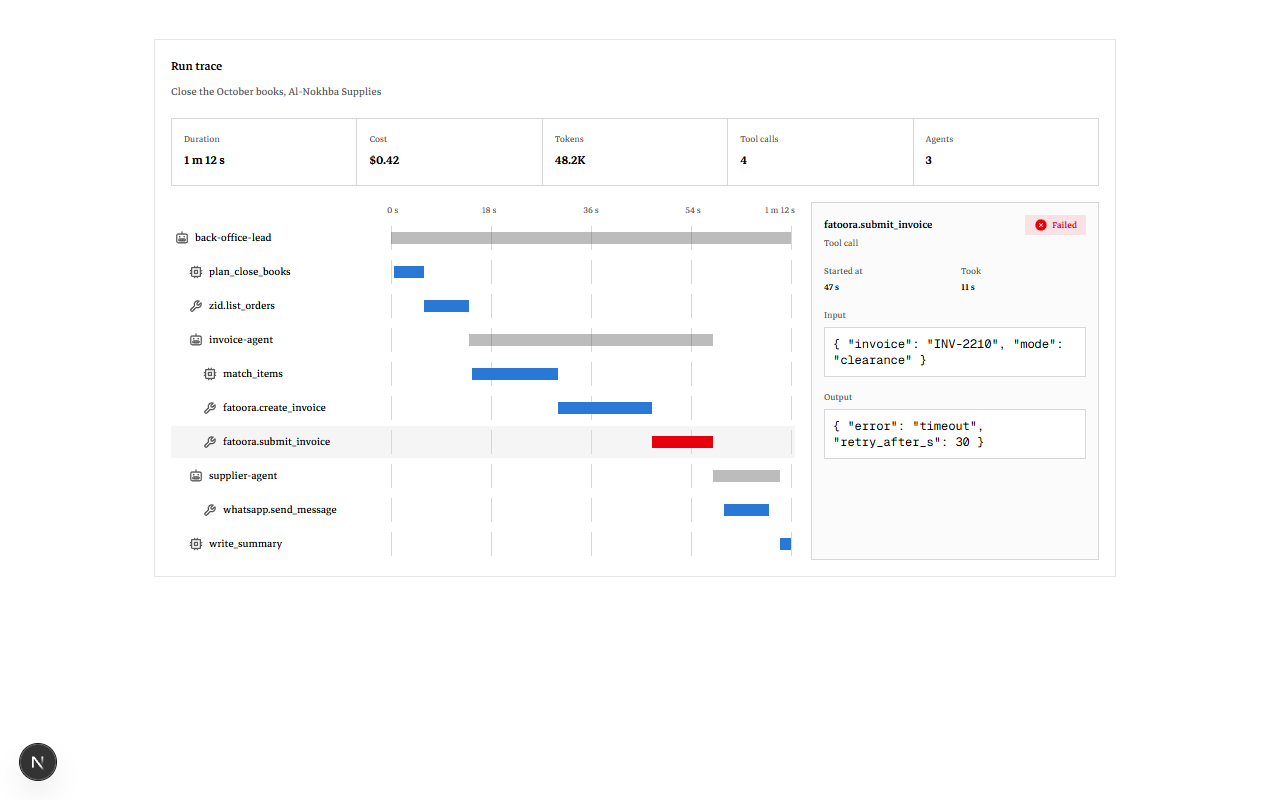 Run trace
Close the October books, Al-Nokhba Supplies
Duration
1 m 12 s
Cost
$0.42
Tokens
48.2K
Tool calls
4
Agents
3
0 s 18 s 36 s 54 s 1 m 12 s
back-office-lead
plan_close_books
zid.list_orders
invoice-agent
match_items
fatoora.create_invoice
fatoora.submit_invoice
supplier-agent
whatsapp.send_message
write_summary
fatoora.submit_invoice
Failed
Tool call
Started at
47 s
Took
11 s
Input
{ "invoice": "INV-2210", "mode":
"clearance" }
Output
{ "error": "timeout",
"retry_after_s": 30 }
N